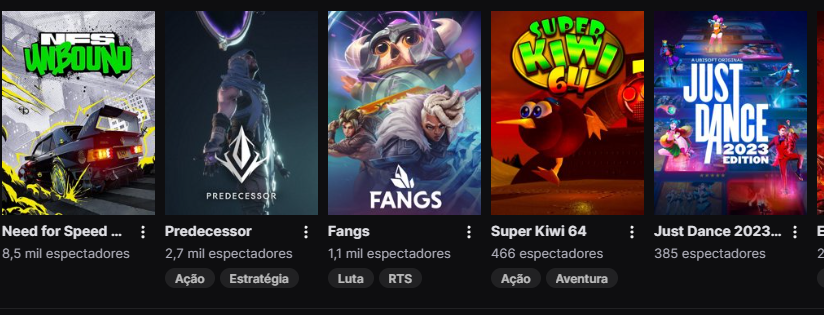 NFS
UNBOUND
PREDECESSOR
FANGS
SUPER
KIWI
64
A UBISOFT ORIGINAL
JUST
DANCE
2023
EDITION
Need for Speed ...
8,5 mil espectadores
Predecessor
2,7 mil espectadores
Ação
Estratégia
Fangs
1,1 mil espectadores
Luta
RTS
Super Kiwi 64
466 espectadores
Ação
Aventura
Just Dance 2023...
385 espectadores